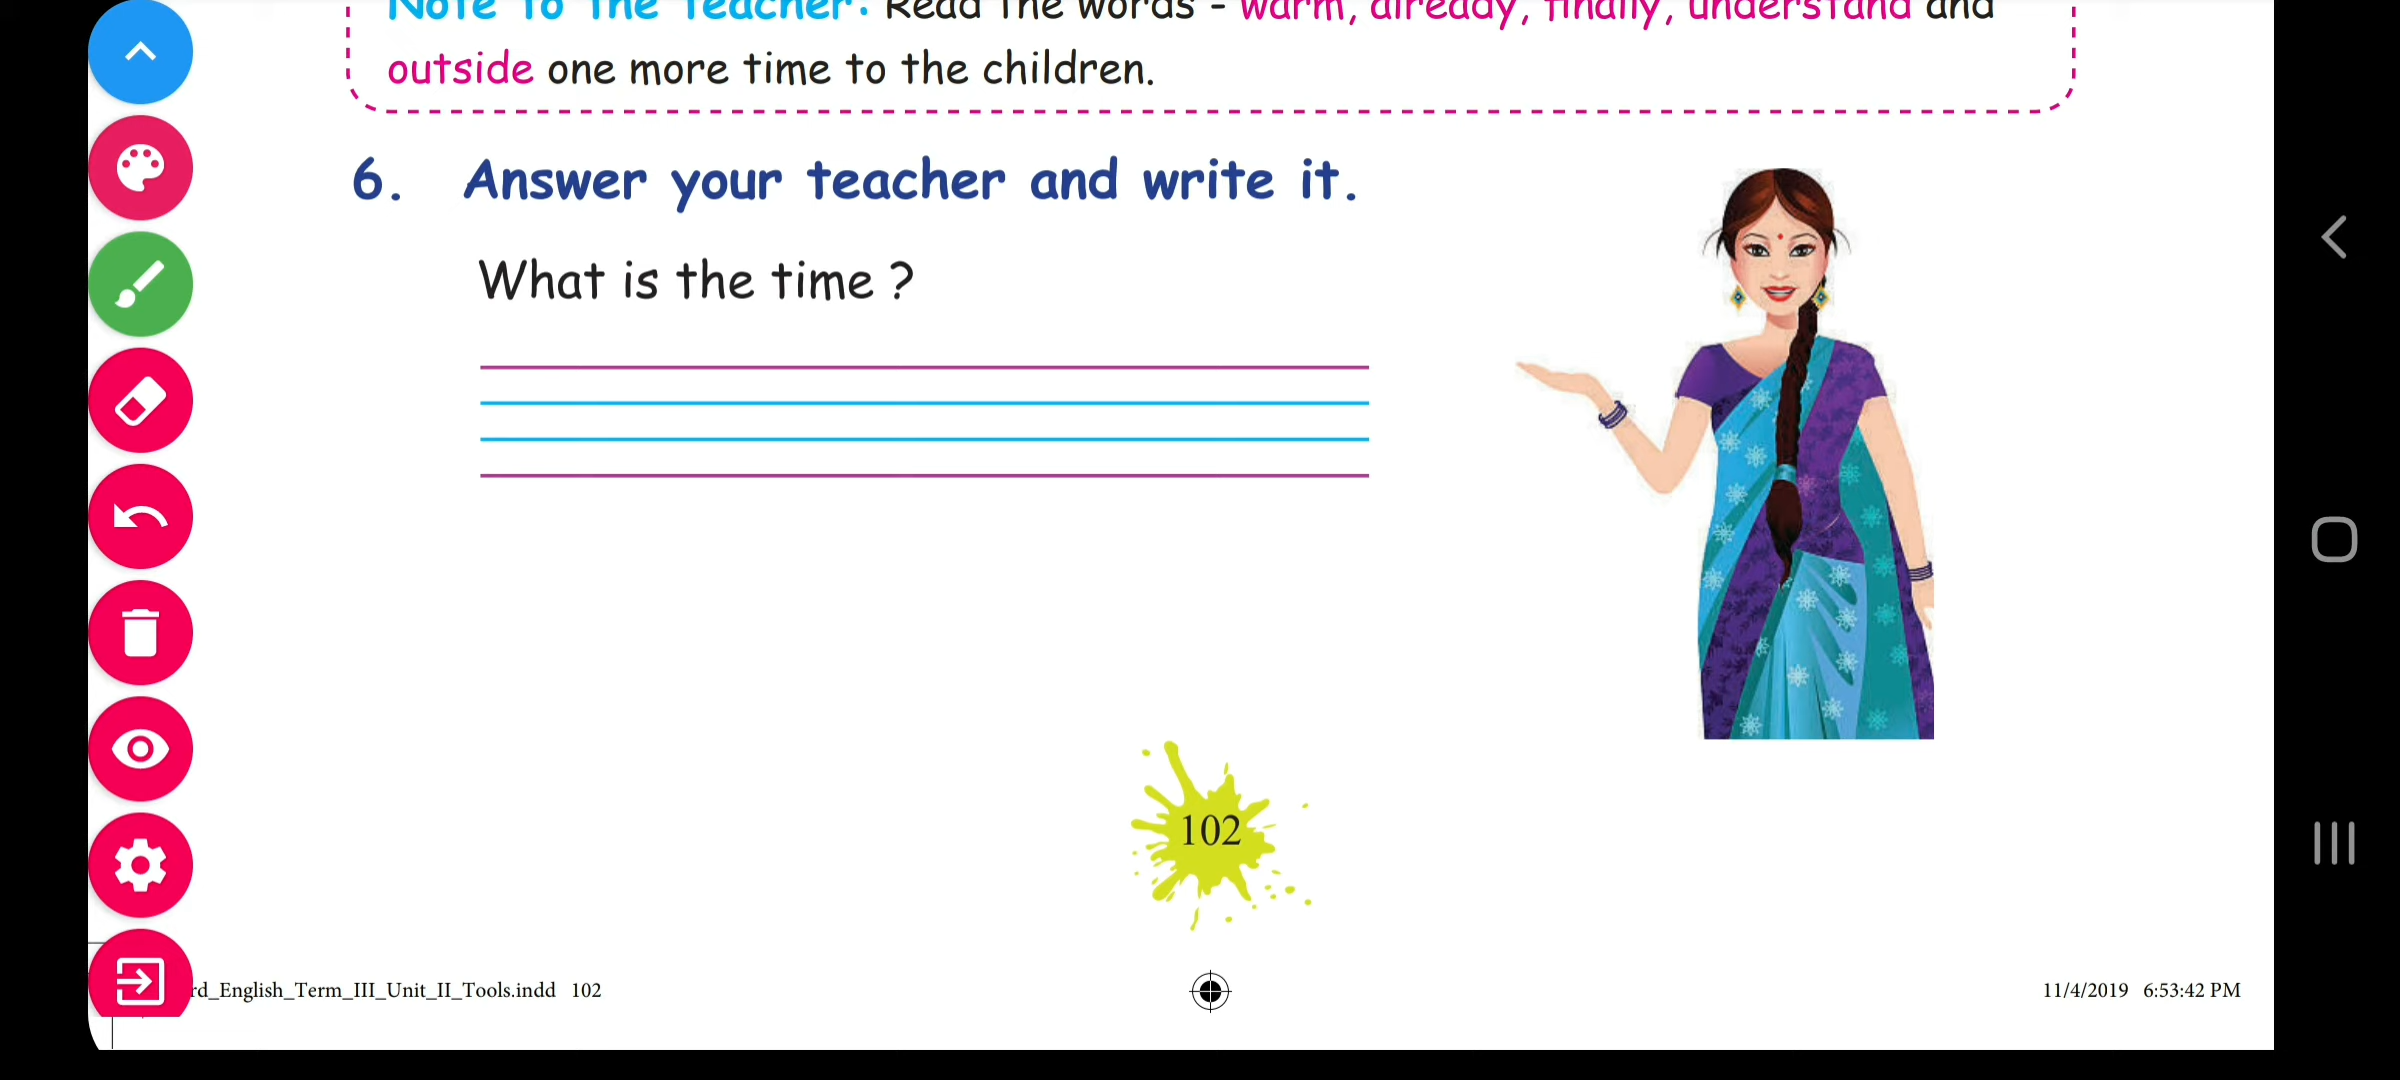 Note to the teacher: Read the words - warm, already, finally, understand and
outside one more time to the children.
6. Answer your teacher and write it.
What is the time ?
102
rd_English_Term_III_Unit_II_Tools.indd 102
11/4/2019 6:53:42 PM